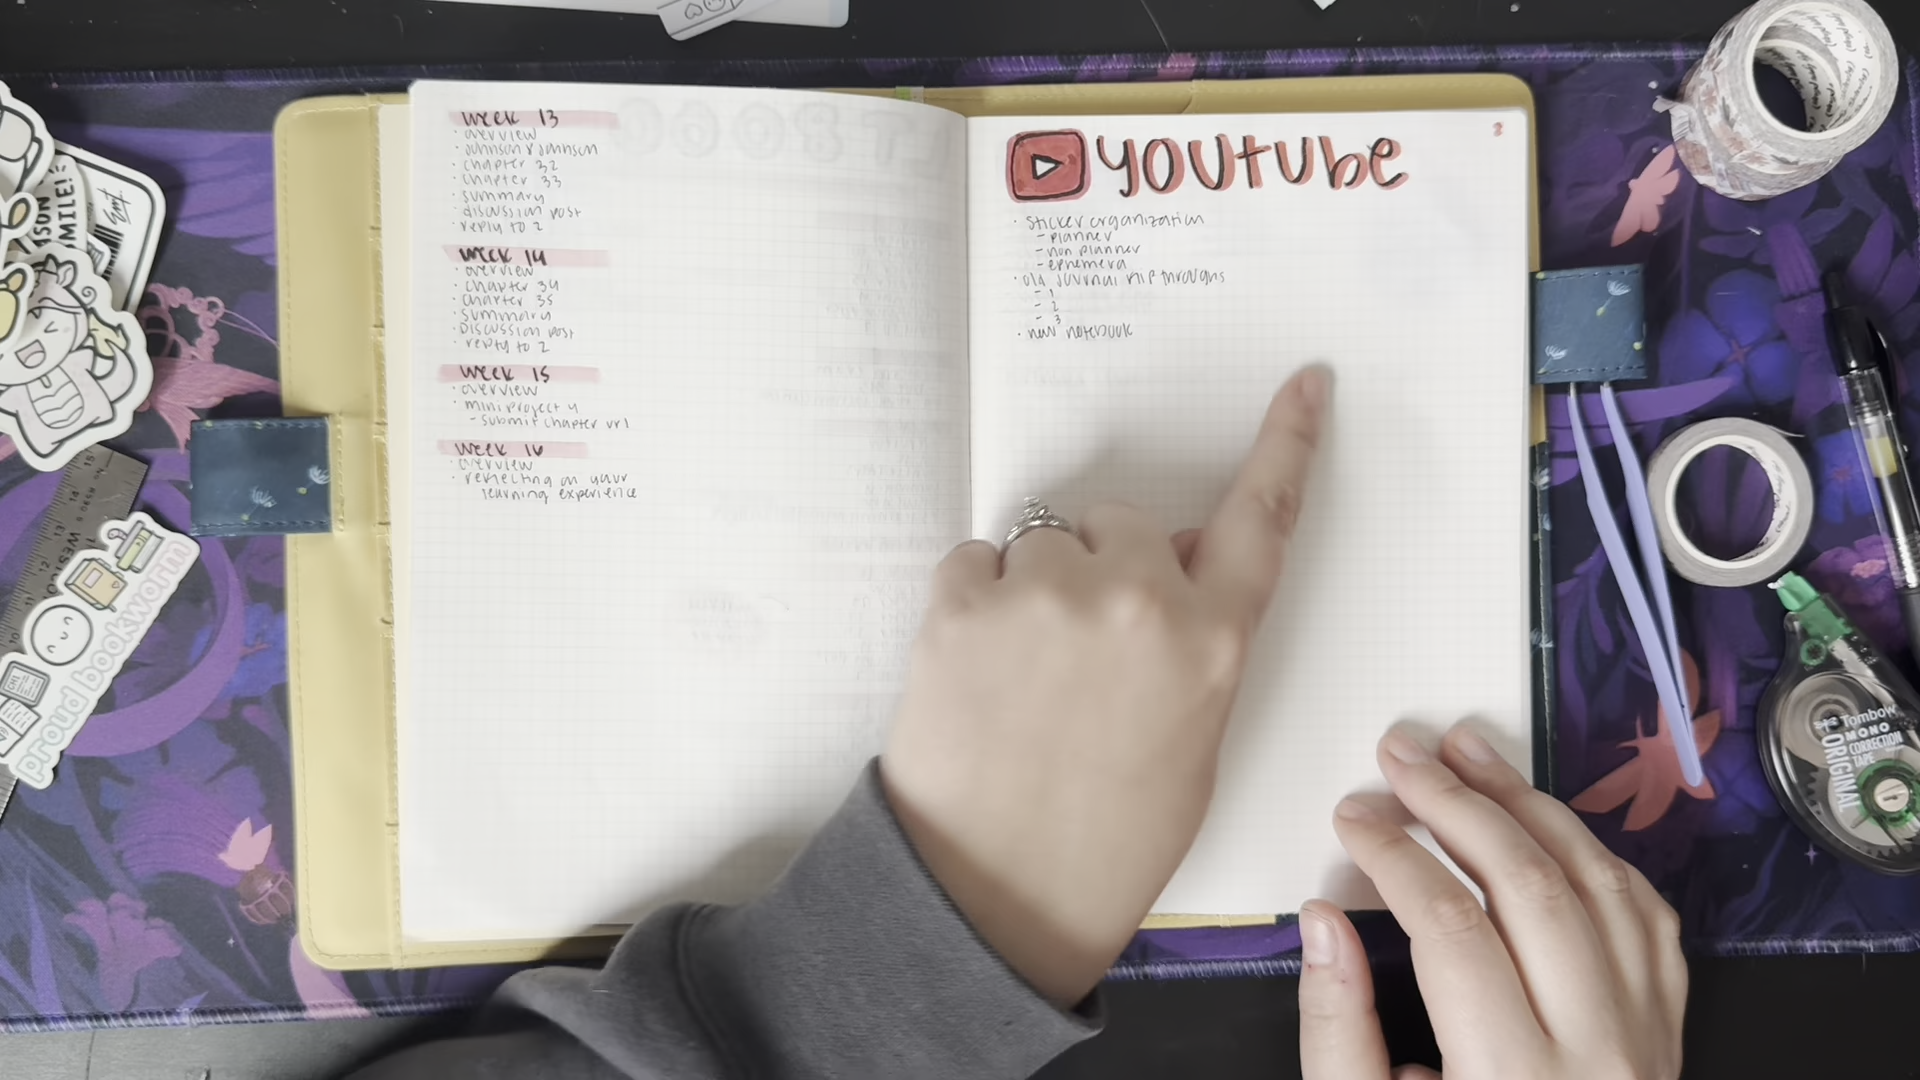 week 13
· overview
· Johnson & Johnson
· chapter 32
· chapter 33
· summary
· discussion post
· reply to 2
week 14
· overview
· chapter 34
· chapter 35
· summary
· Discussion post
· reply to 2
week 15
· overview
· mini project 4
- submit chapter url
week 16
· overview
· reflecting on your
learning experience
YOUTUBE
· sticker organization
- planner
- non planner
- ephemera
· old journal flip throughs
- 1
- 2
- 3
· new notebook
SMILE!
proud bookworm
Tombow
MONO
CORRECTION
TAPE
ORIGINAL